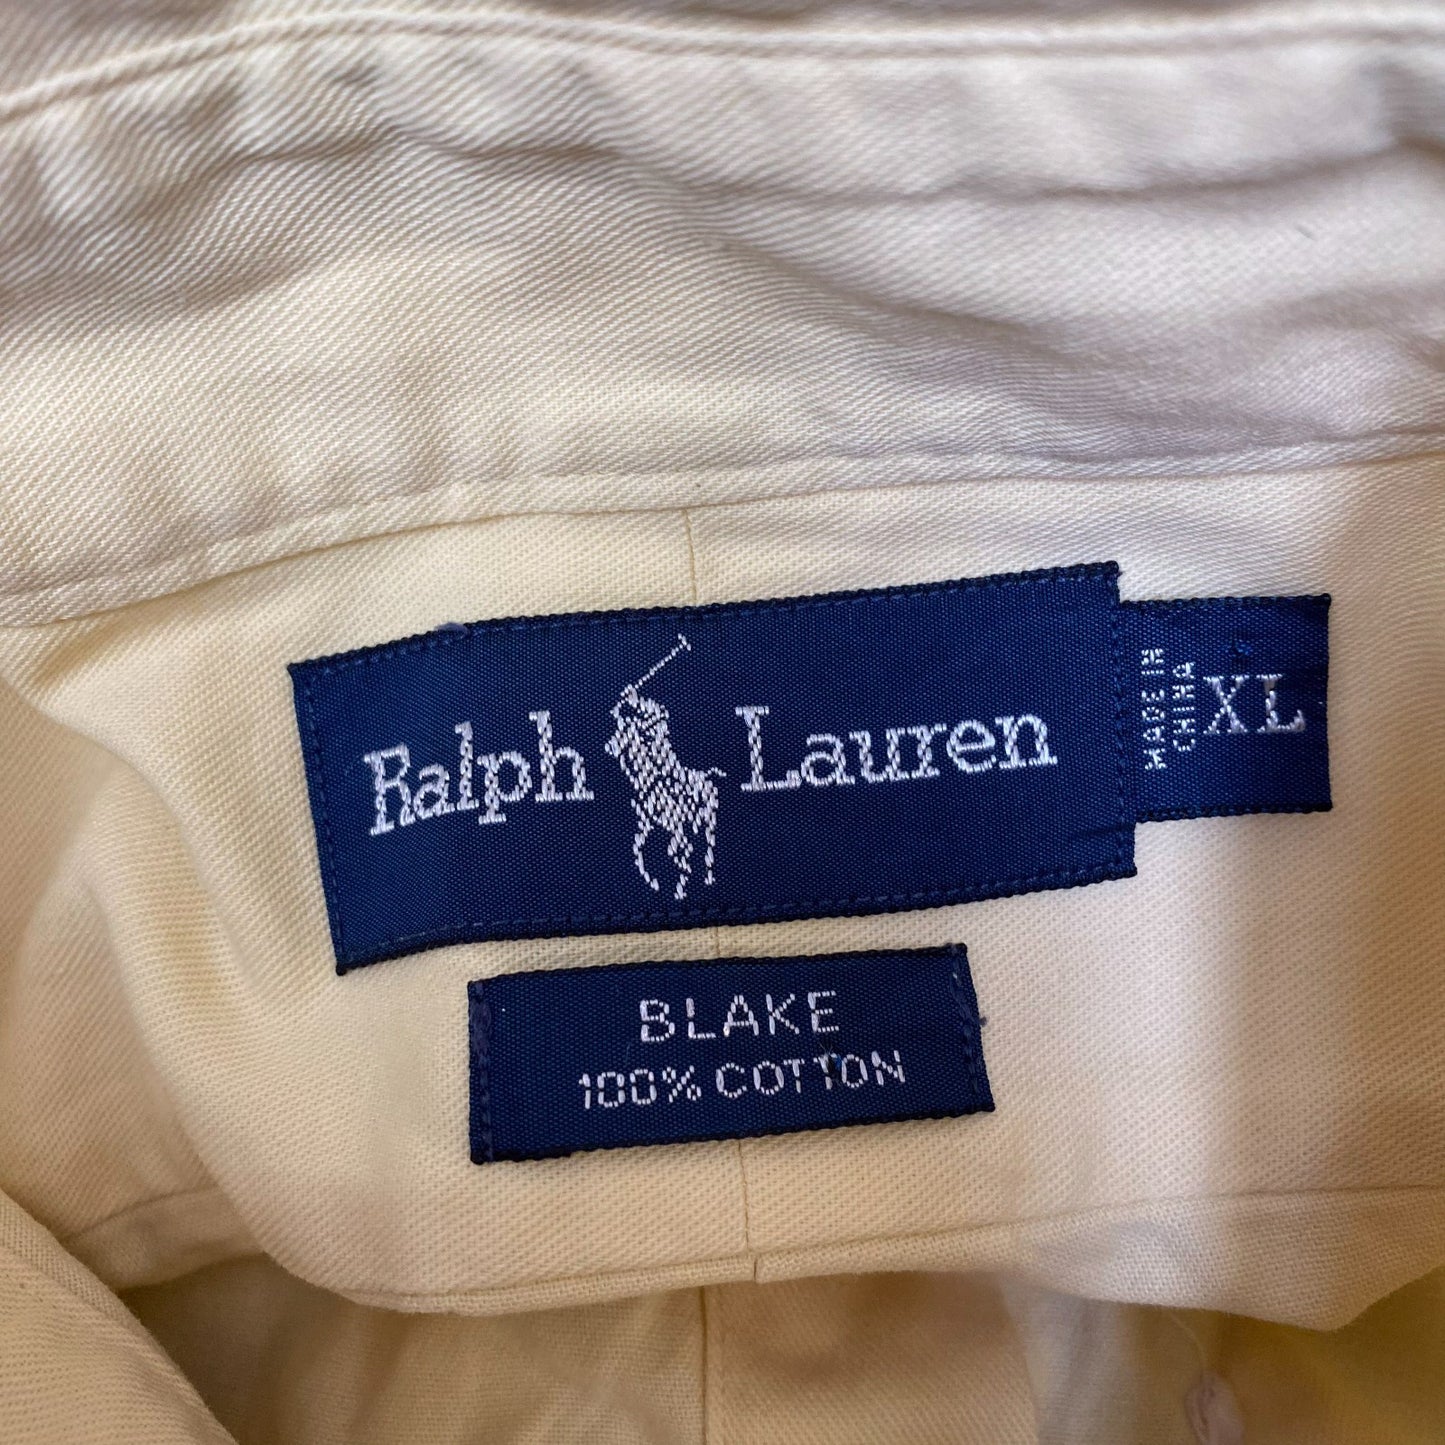 Ralph Lauren
MADE IN
CHINA
XL
BLAKE
100% COTTON